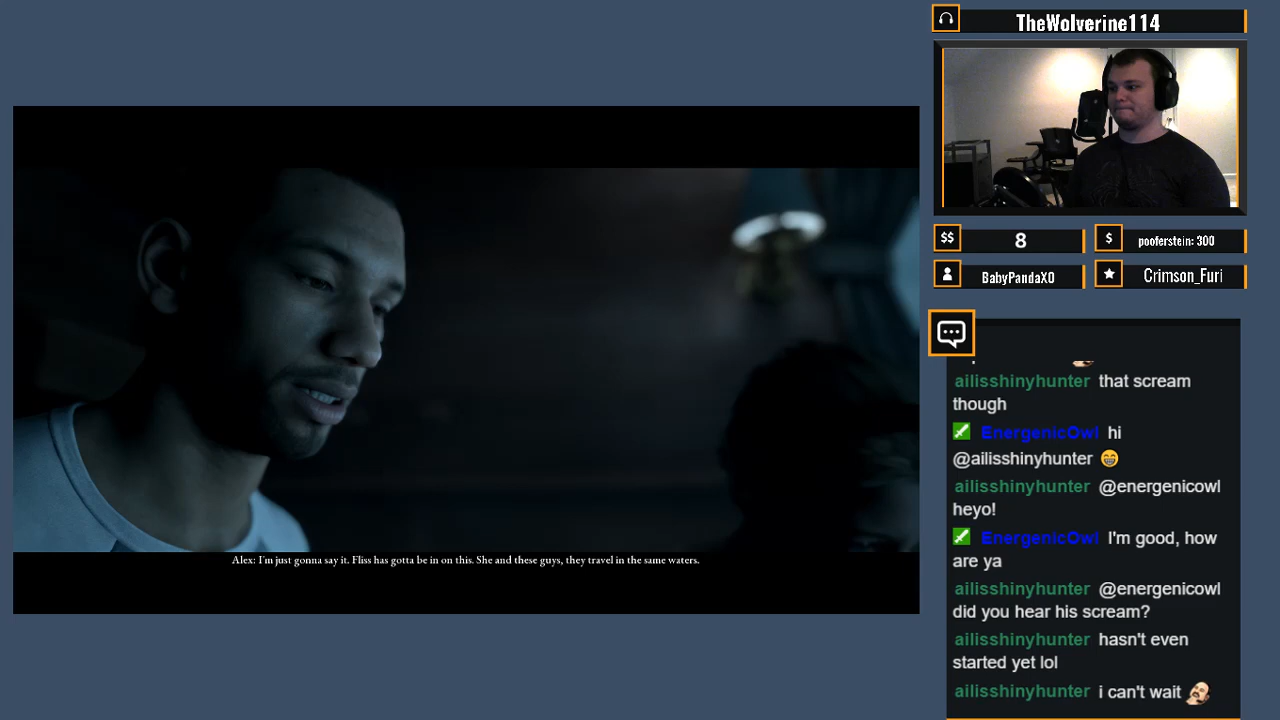 TheWolverine114
$$
8
$
pooferstein: 300
BabyPandaXO
Crimson_Furi
ailisshinyhunter that scream
though
EnergenicOwl hi
@ailisshinyhunter
ailisshinyhunter @energenicowl
heyo!
EnergenicOwl I'm good, how
are ya
ailisshinyhunter @energenicowl
did you hear his scream?
ailisshinyhunter hasn't even
started yet lol
ailisshinyhunter i can't wait
Alex: I'm just gonna say it. Fliss has gotta be in on this. She and these guys, they travel in the same waters.